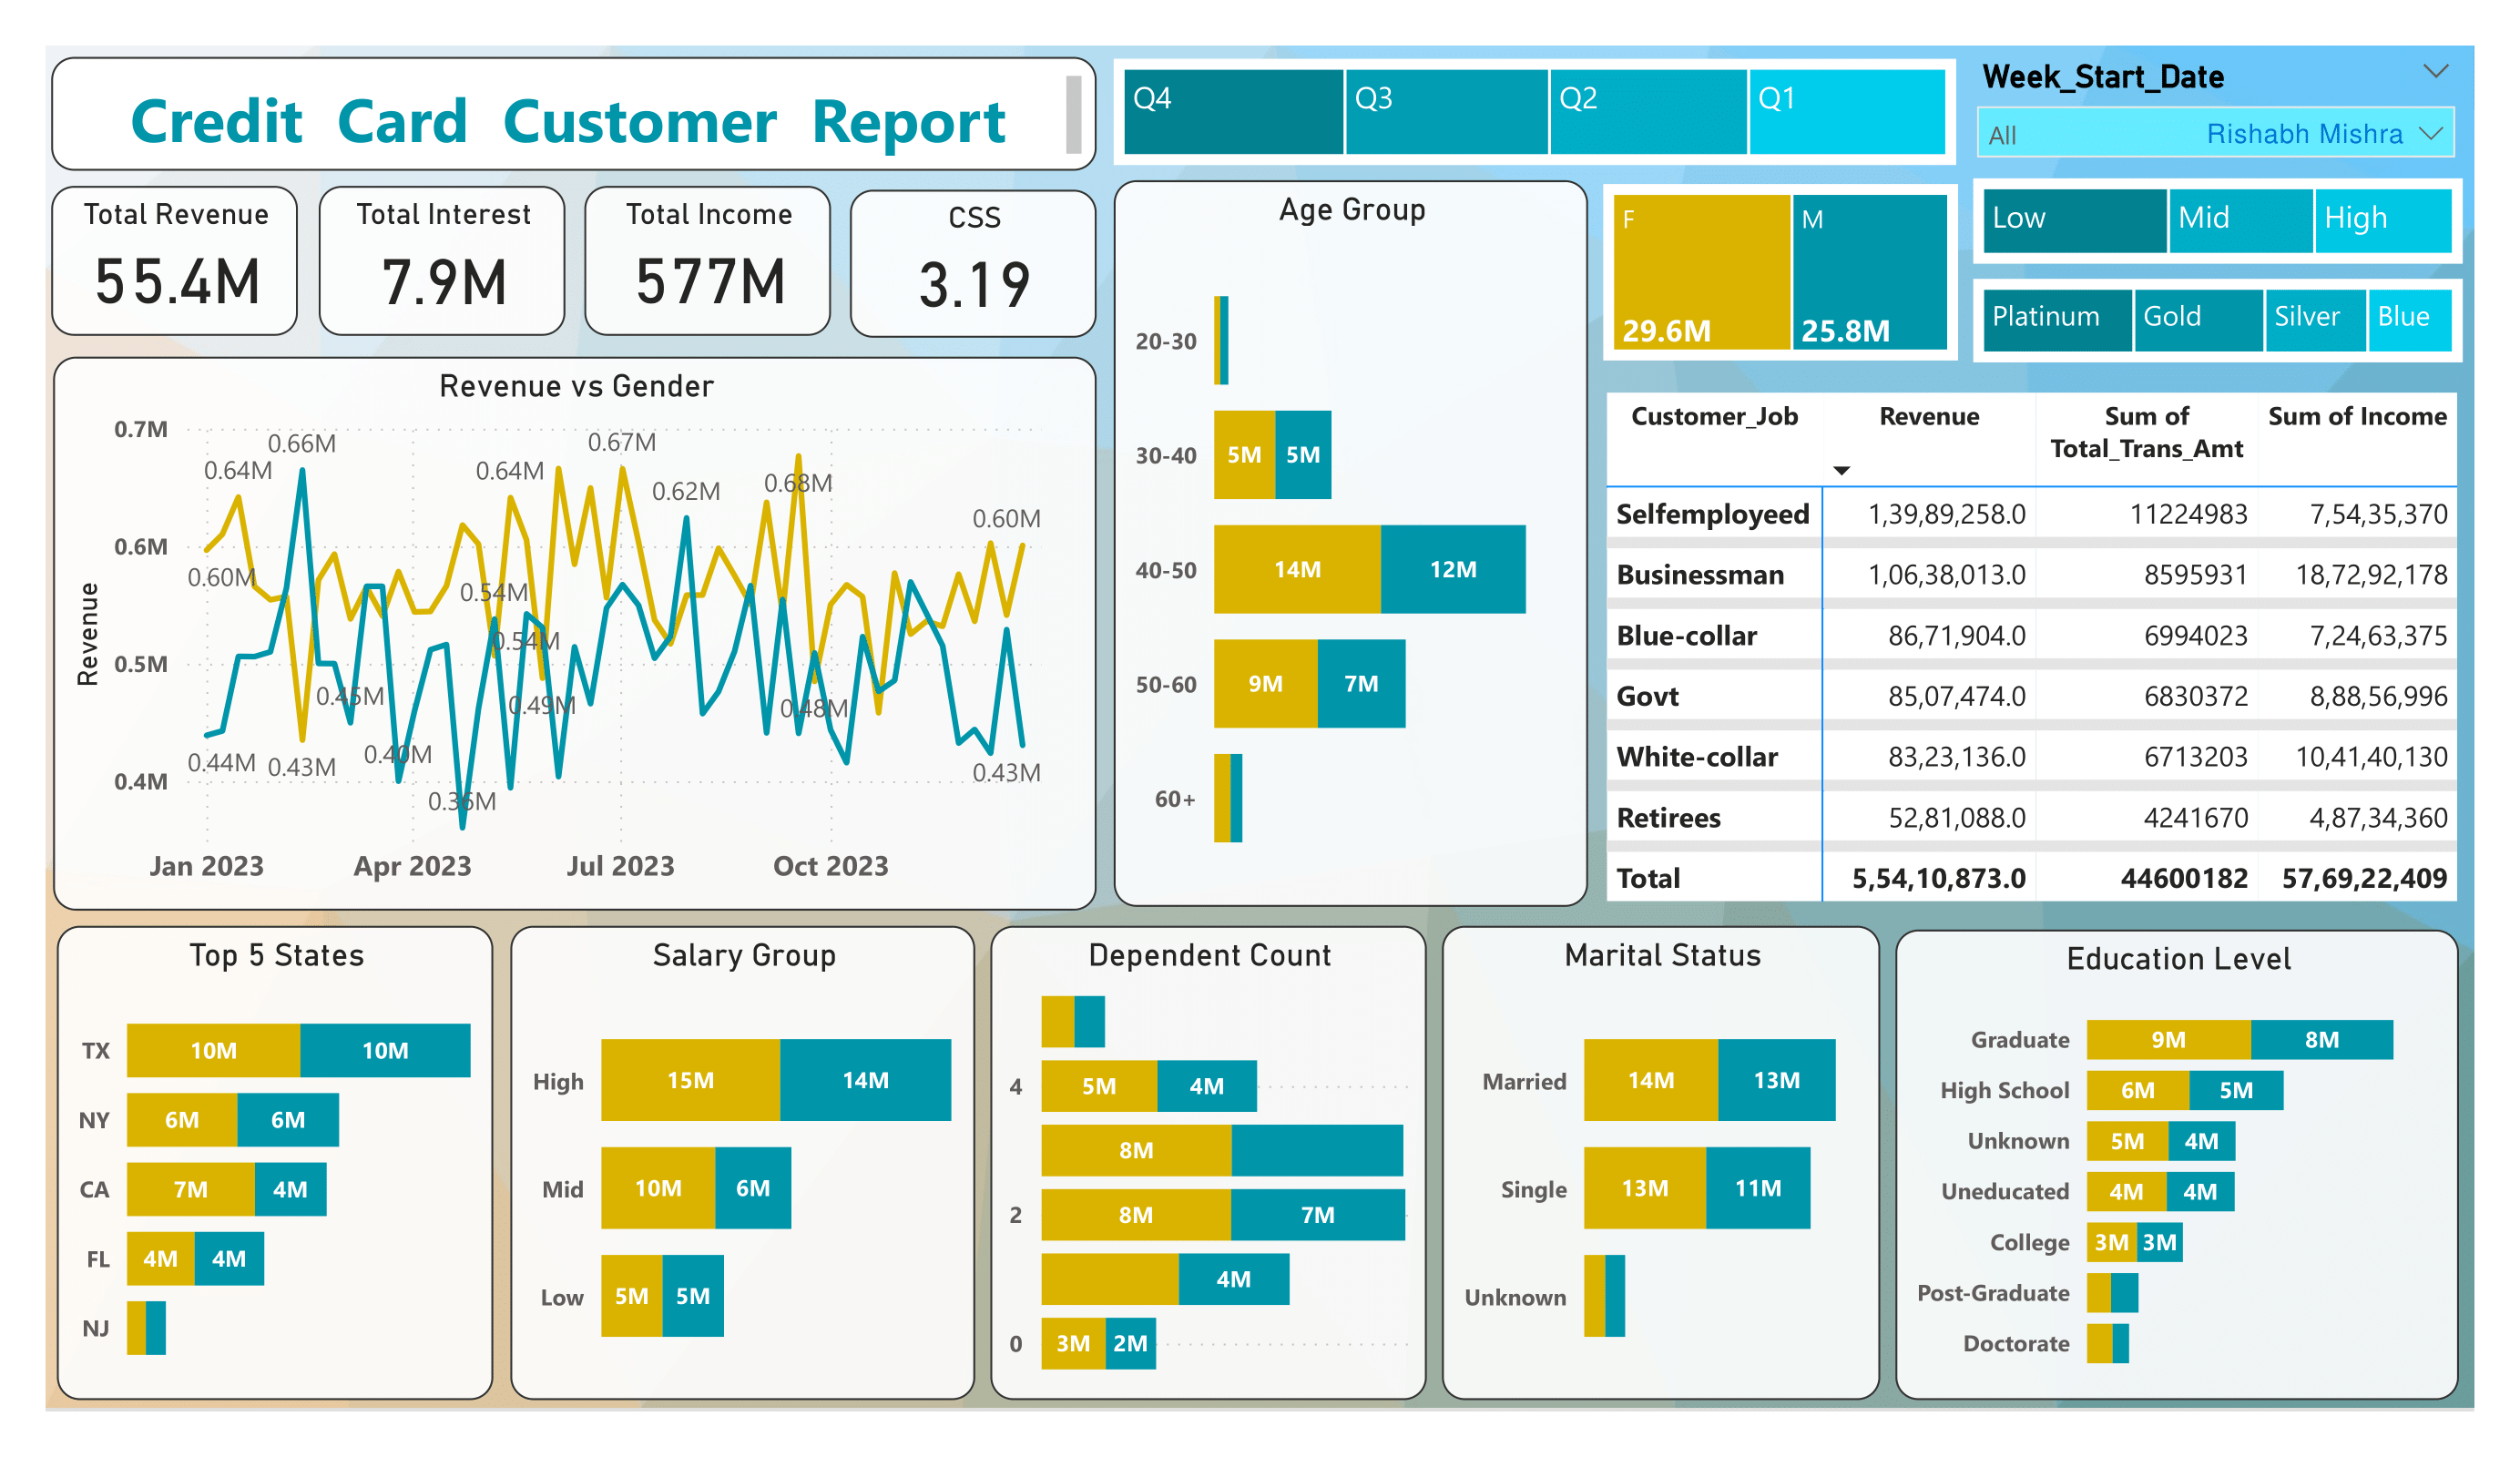 Credit Card Customer Report
Q4 Q3 Q2 Q1
Week_Start_Date
All Rishabh Mishra
Total Revenue
55.4M
Total Interest
7.9M
Total Income
577M
CSS
3.19
Low Mid High
Platinum Gold Silver Blue
F
29.6M
M
25.8M
Revenue vs Gender
Revenue
0.7M
0.6M
0.5M
0.4M
0.66M
0.64M
0.60M
0.44M
0.43M
0.45M
0.40M
0.36M
0.64M
0.54M
0.54M
0.49M
0.67M
0.62M
0.68M
0.48M
0.60M
0.43M
Jan 2023 Apr 2023 Jul 2023 Oct 2023
Age Group
20-30
30-40 5M 5M
40-50 14M 12M
50-60 9M 7M
60+
Customer_Job Revenue Sum of Sum of Income
Total_Trans_Amt
Selfemployeed 1,39,89,258.0 11224983 7,54,35,370
Businessman 1,06,38,013.0 8595931 18,72,92,178
Blue-collar 86,71,904.0 6994023 7,24,63,375
Govt 85,07,474.0 6830372 8,88,56,996
White-collar 83,23,136.0 6713203 10,41,40,130
Retirees 52,81,088.0 4241670 4,87,34,360
Total 5,54,10,873.0 44600182 57,69,22,409
Top 5 States
TX 10M 10M
NY 6M 6M
CA 7M 4M
FL 4M 4M
NJ
Salary Group
High 15M 14M
Mid 10M 6M
Low 5M 5M
Dependent Count
4 5M 4M
8M
2 8M 7M
4M
0 3M 2M
Marital Status
Married 14M 13M
Single 13M 11M
Unknown
Education Level
Graduate 9M 8M
High School 6M 5M
Unknown 5M 4M
Uneducated 4M 4M
College 3M 3M
Post-Graduate
Doctorate